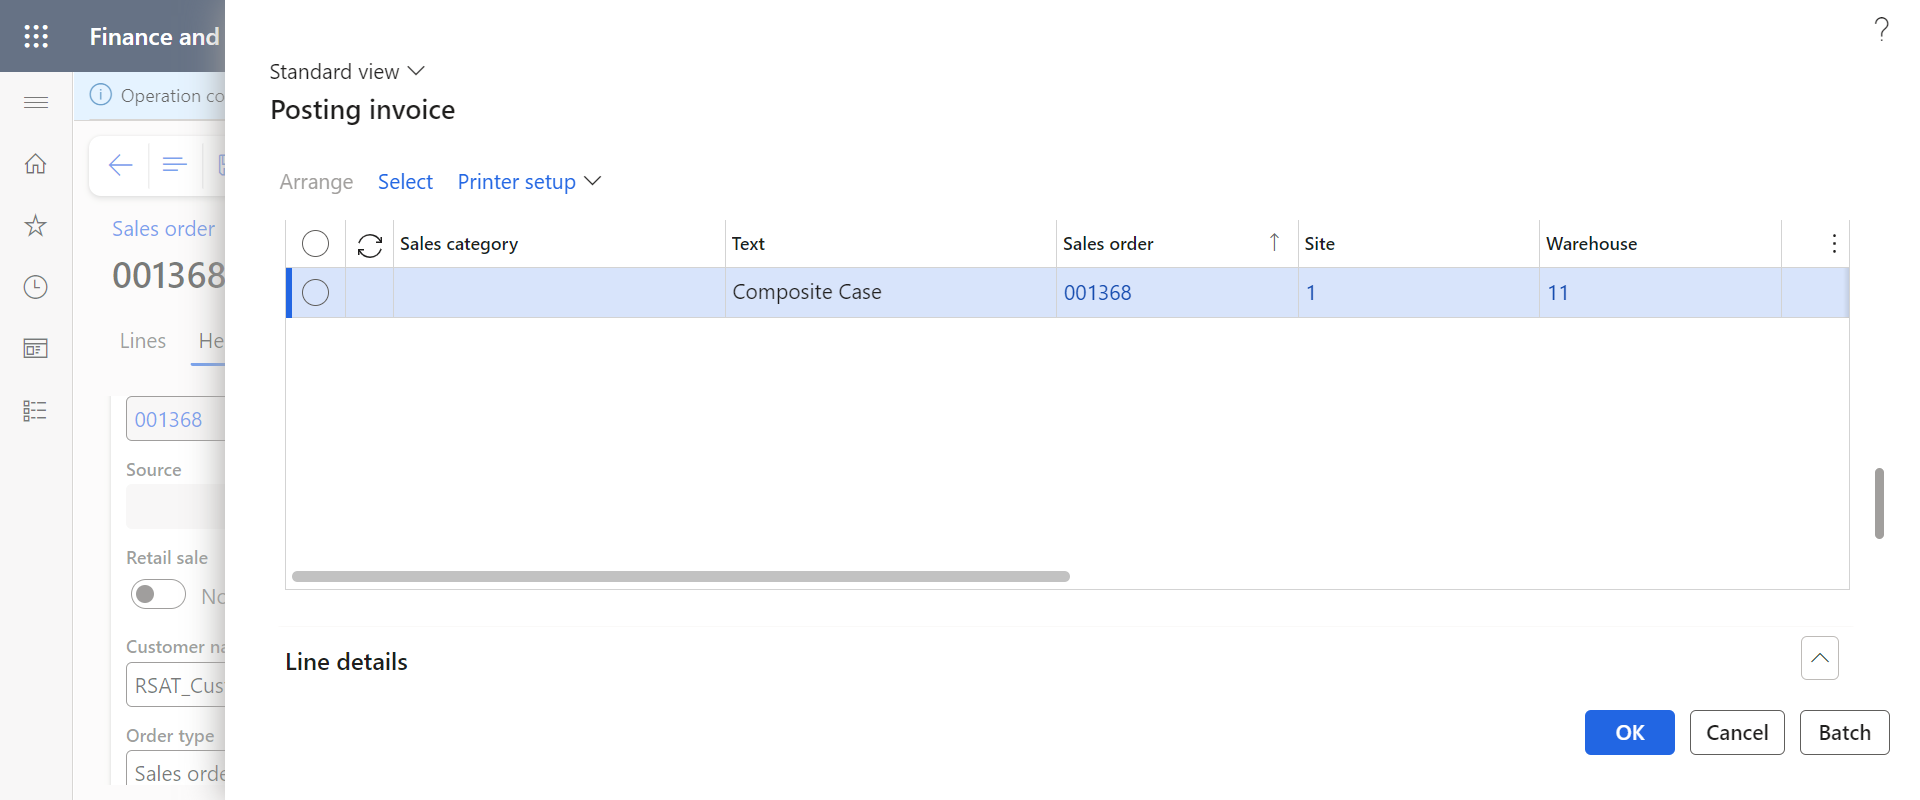 Finance and
?
Operation co
Standard view
Posting invoice
Arrange Select Printer setup
Sales order
001368
Lines He
Sales category Text Sales order Site Warehouse
Composite Case 001368 1 11
001368
Source
Retail sale
No
Customer na
RSAT_Cus
Order type
Sales orde
Line details
OK Cancel Batch